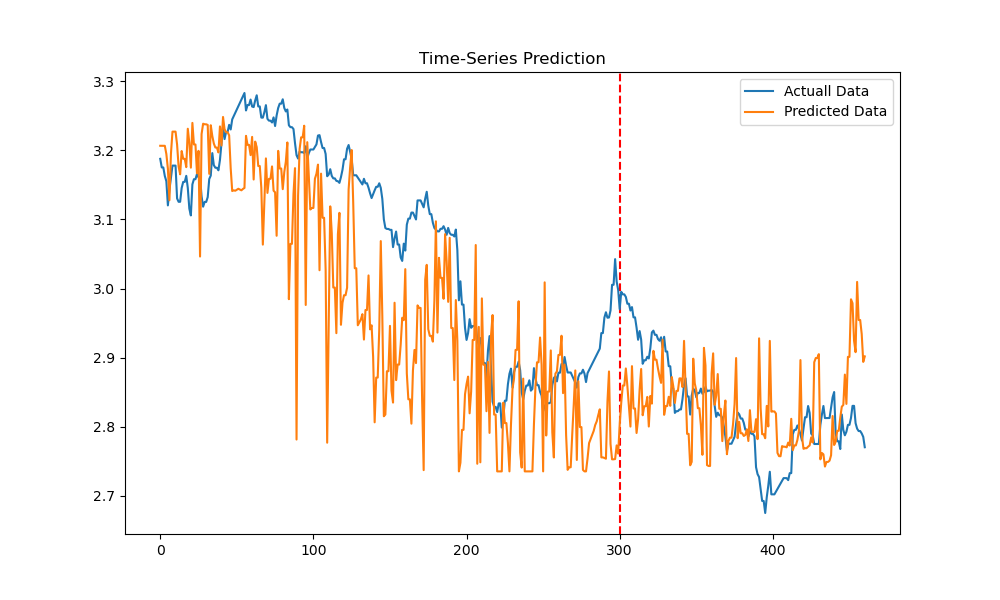 Time-Series Prediction
Actuall Data
Predicted Data
3.3
3.2
3.1
3.0
2.9
2.8
2.7
0 100 200 300 400